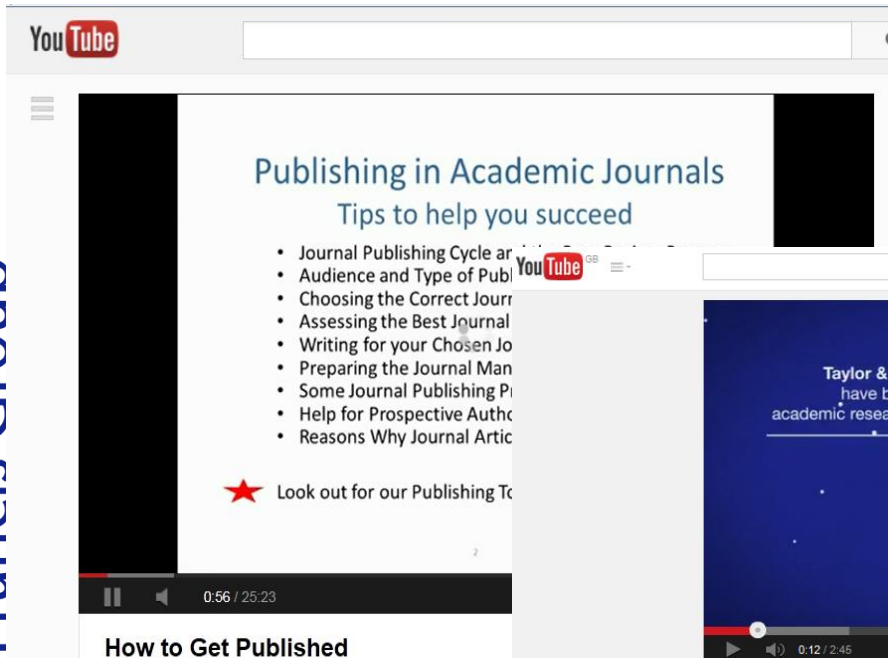 YouTube
Publishing in Academic Journals
Tips to help you succeed
• Journal Publishing Cycle
• Audience and Type of Publ
• Choosing the Correct Journ
• Assessing the Best Journal
• Writing for your Chosen Jo
• Preparing the Journal Man
• Some Journal Publishing P
• Help for Prospective Autho
• Reasons Why Journal Artic
Look out for our Publishing To
2
0:56 / 25:23
How to Get Published
YouTube GB
Taylor &
have b
academic resea
0:12 / 2:45
Francis Group